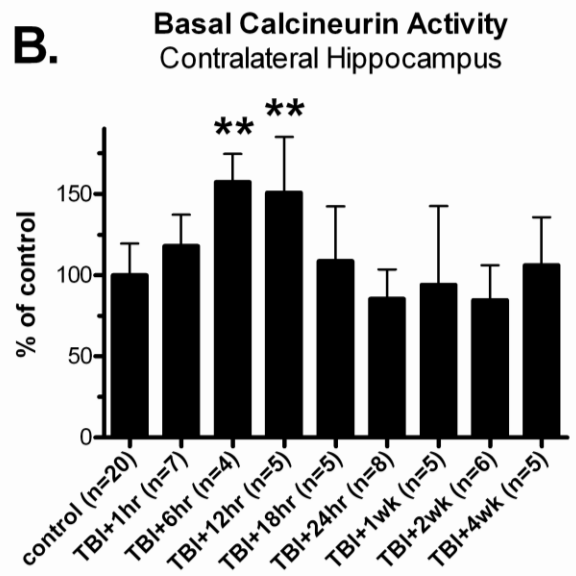 B.
Basal Calcineurin Activity
Contralateral Hippocampus
** **
% of control
150
100
50
0
control (n=20)
TBI+1hr (n=7)
TBI+6hr (n=4)
TBI+12hr (n=5)
TBI+18hr (n=5)
TBI+24hr (n=8)
TBI+1wk (n=5)
TBI+2wk (n=6)
TBI+4wk (n=5)